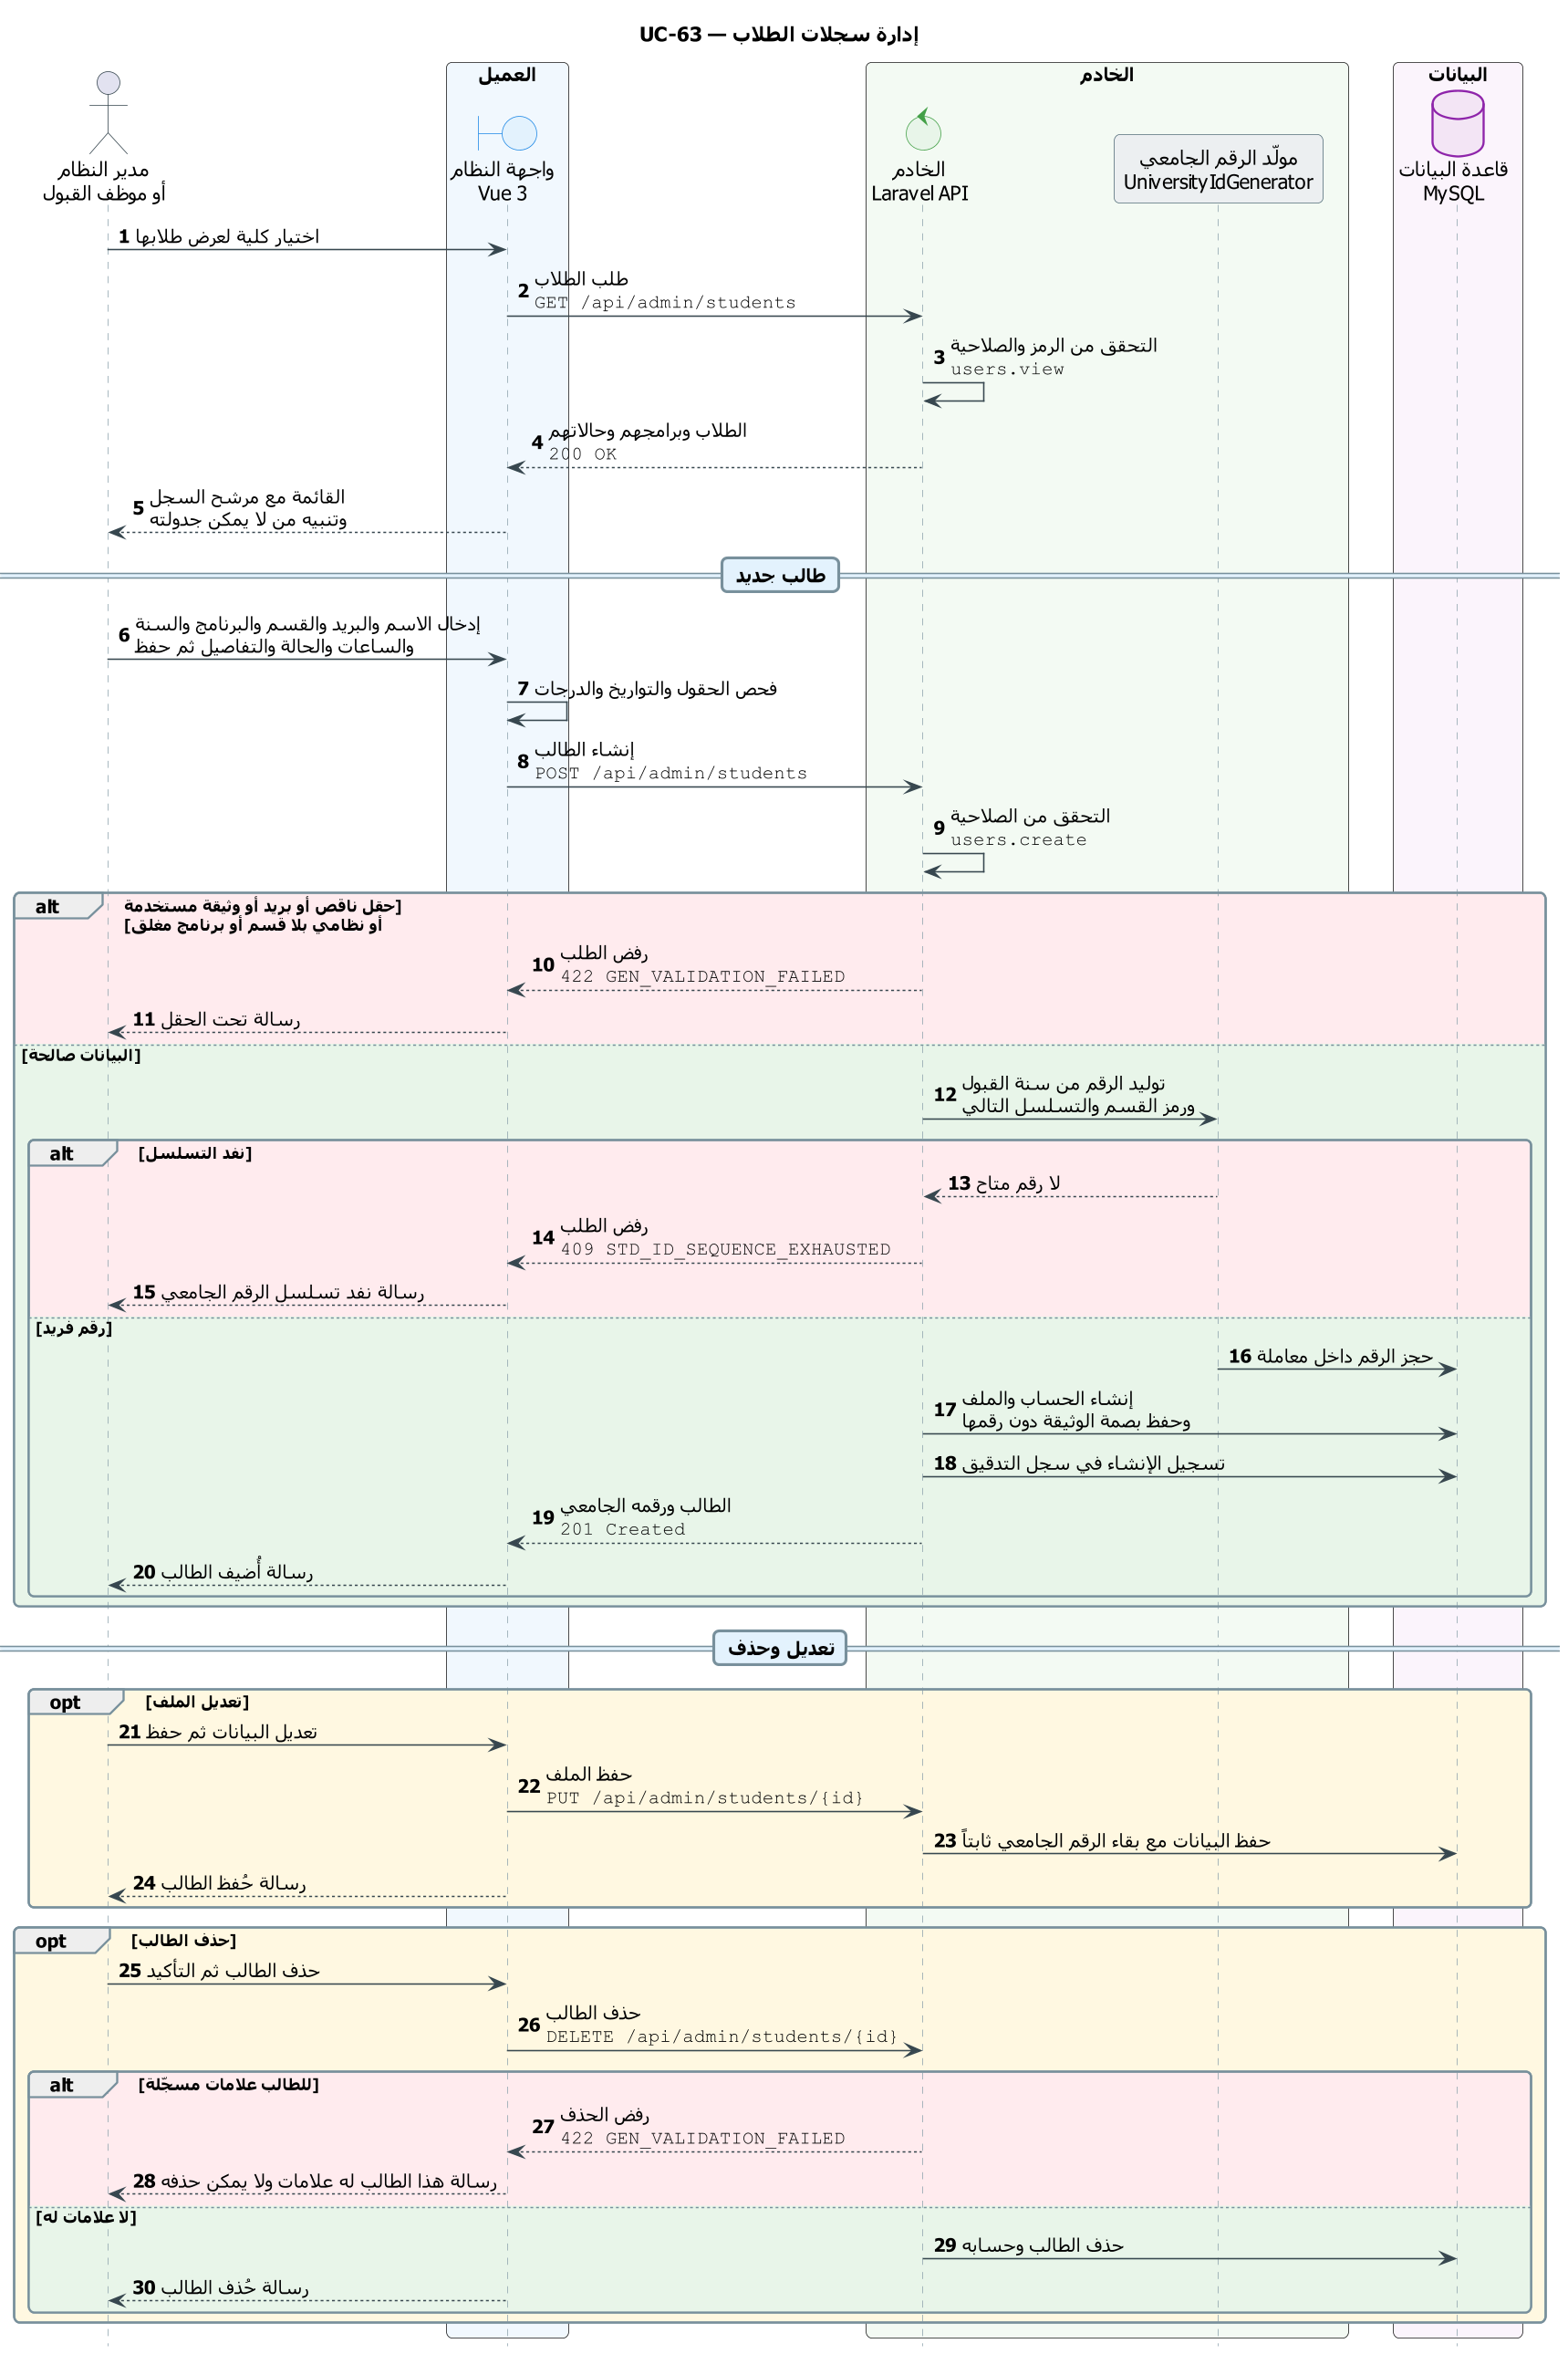 إدارة سجلات الطلاب — UC-63
العميل
الخادم
البيانات
مدير النظام
أو موظف القبول
واجهة النظام
Vue 3
الخادم
Laravel API
مولّد الرقم الجامعي
UniversityIdGenerator
قاعدة البيانات
MySQL
1 اختيار كلية لعرض طلابها
2 طلب الطلاب
GET /api/admin/students
3 التحقق من الرمز والصلاحية
users.view
4 الطلاب وبرامجهم وحالاتهم
200 OK
5 القائمة مع مرشح السجل
وتنبيه من لا يمكن جدولته
طالب جديد
6 إدخال الاسم والبريد والقسم والبرنامج والسنة
والساعات والحالة والتفاصيل ثم حفظ
7 فحص الحقول والتواريخ والدرجات
8 إنشاء الطالب
POST /api/admin/students
9 التحقق من الصلاحية
users.create
alt [حقل ناقص أو بريد أو وثيقة مستخدمة
أو نظامي بلا قسم أو برنامج مغلق]
10 رفض الطلب
422 GEN_VALIDATION_FAILED
11 رسالة تحت الحقل
[البيانات صالحة]
12 توليد الرقم من سنة القبول
ورمز القسم والتسلسل التالي
alt [نفد التسلسل]
13 لا رقم متاح
14 رفض الطلب
409 STD_ID_SEQUENCE_EXHAUSTED
15 رسالة نفد تسلسل الرقم الجامعي
[رقم فريد]
16 حجز الرقم داخل معاملة
17 إنشاء الحساب والملف
وحفظ بصمة الوثيقة دون رقمها
18 تسجيل الإنشاء في سجل التدقيق
19 الطالب ورقمه الجامعي
201 Created
20 رسالة أُضيف الطالب
تعديل وحذف
opt [تعديل الملف]
21 تعديل البيانات ثم حفظ
22 حفظ الملف
PUT /api/admin/students/{id}
23 حفظ البيانات مع بقاء الرقم الجامعي ثابتاً
24 رسالة حُفظ الطالب
opt [حذف الطالب]
25 حذف الطالب ثم التأكيد
26 حذف الطالب
DELETE /api/admin/students/{id}
alt [للطالب علامات مسجّلة]
27 رفض الحذف
422 GEN_VALIDATION_FAILED
28 رسالة هذا الطالب له علامات ولا يمكن حذفه
[لا علامات له]
29 حذف الطالب وحسابه
30 رسالة حُذف الطالب